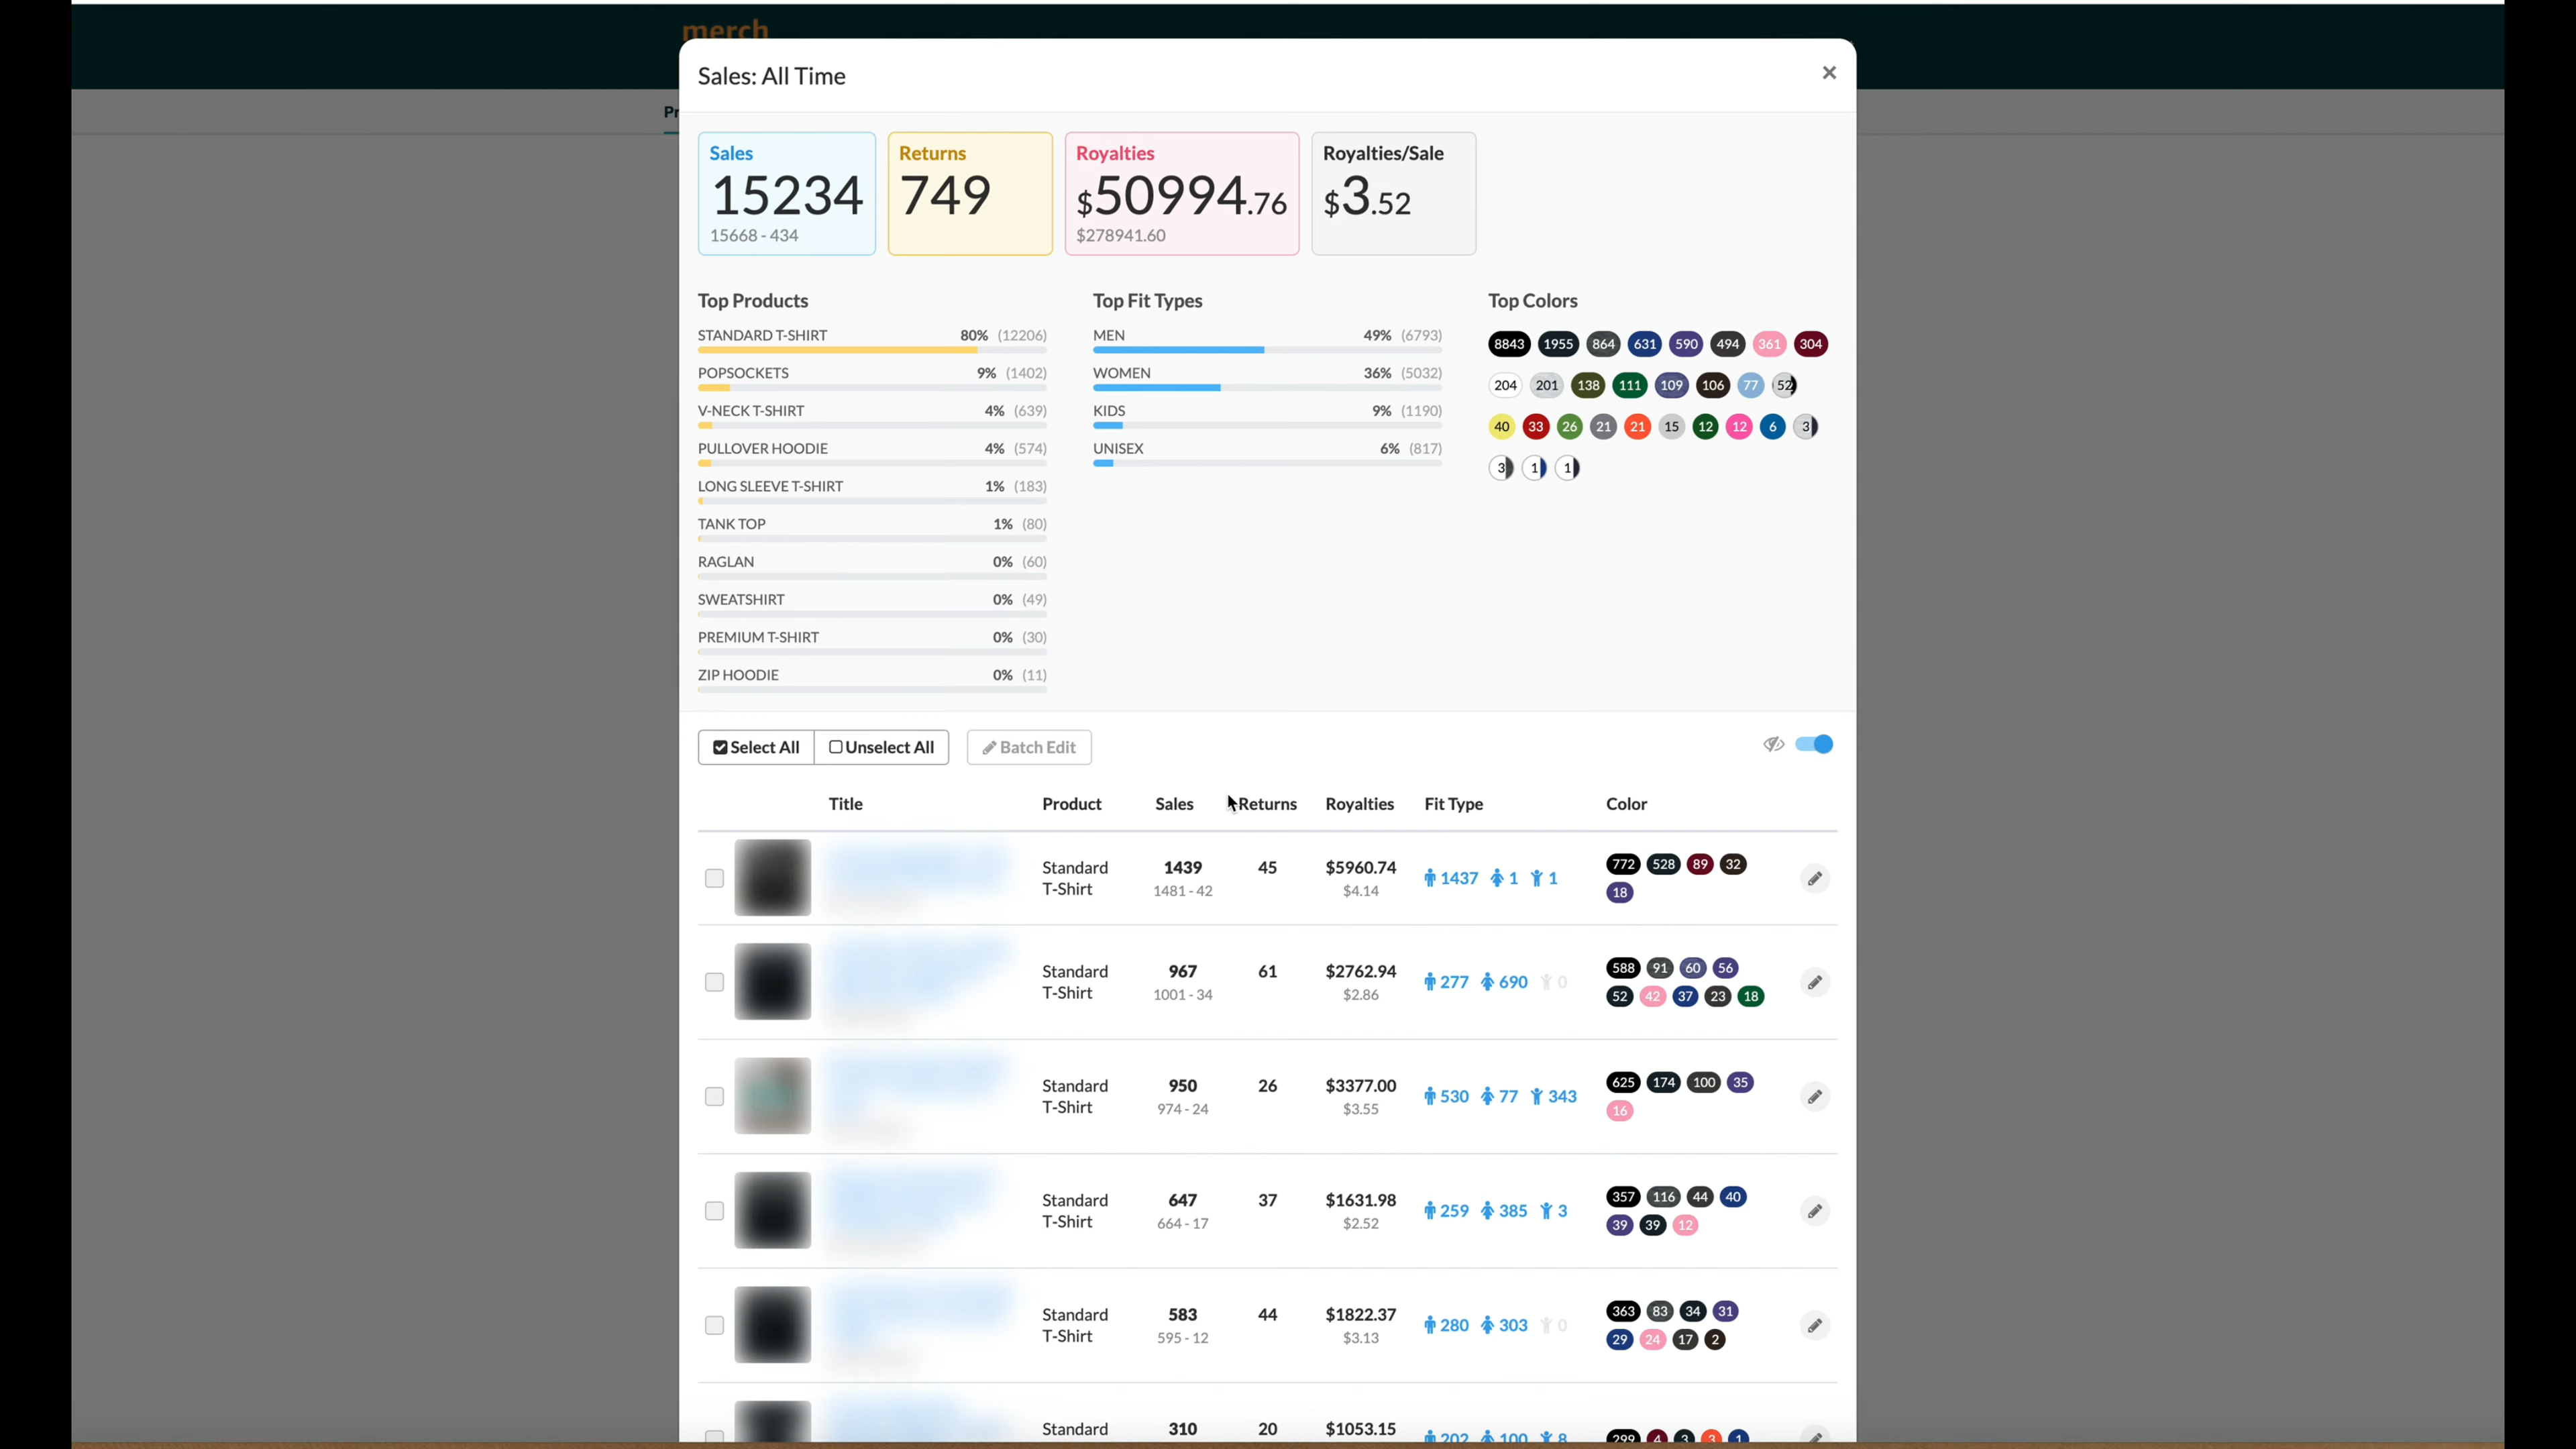 merch
Pr
Sales: All Time
×
Sales
15234
15668 - 434
Returns
749
Royalties
$50994.76
$278941.60
Royalties/Sale
$3.52
Top Products
STANDARD T-SHIRT 80% (12206)
POPSOCKETS 9% (1402)
V-NECK T-SHIRT 4% (639)
PULLOVER HOODIE 4% (574)
LONG SLEEVE T-SHIRT 1% (183)
TANK TOP 1% (80)
RAGLAN 0% (60)
SWEATSHIRT 0% (49)
PREMIUM T-SHIRT 0% (30)
ZIP HOODIE 0% (11)
Top Fit Types
MEN 49% (6793)
WOMEN 36% (5032)
KIDS 9% (1190)
UNISEX 6% (817)
Top Colors
8843 1955 864 631 590 494 361 304
204 201 138 111 109 106 77 52
40 33 26 21 21 15 12 12 6 3
3 1 1
Select All Unselect All Batch Edit
Title Product Sales Returns Royalties Fit Type Color
Standard T-Shirt
1439
1481 - 42
45
$5960.74
$4.14
1437 1 1
772 528 89 32
18
Standard T-Shirt
967
1001 - 34
61
$2762.94
$2.86
277 690 0
588 91 60 56
52 42 37 23 18
Standard T-Shirt
950
974 - 24
26
$3377.00
$3.55
530 77 343
625 174 100 35
16
Standard T-Shirt
647
664 - 17
37
$1631.98
$2.52
259 385 3
357 116 44 40
39 39 12
Standard T-Shirt
583
595 - 12
44
$1822.37
$3.13
280 303 0
363 83 34 31
29 24 17 2
Standard
310
20
$1053.15
202 100 8
299 4 3 3 1